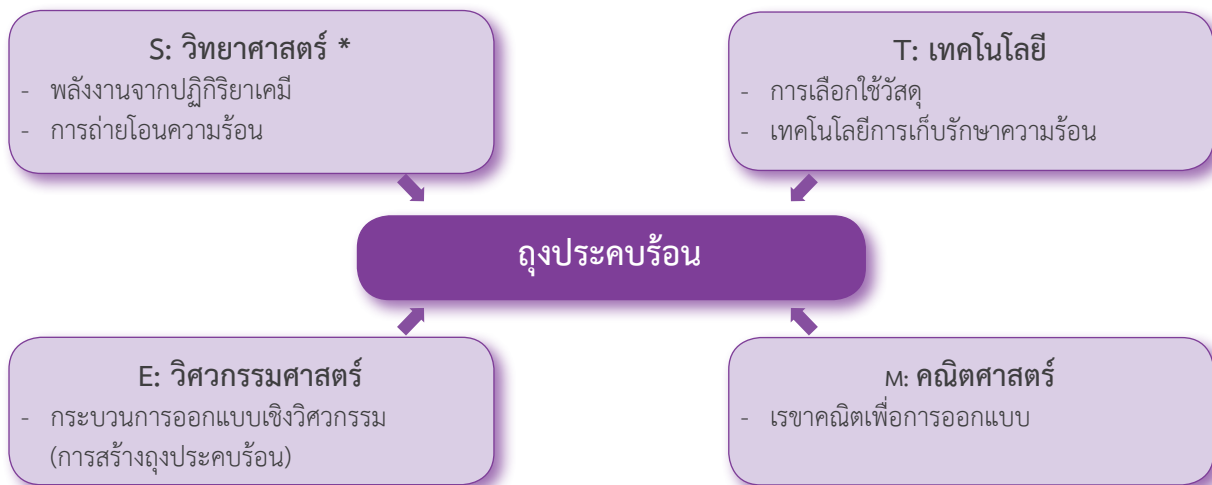 S: วิทยาศาสตร์ *
- พลังงานจากปฏิกิริยาเคมี
- การถ่ายโอนความร้อน
T: เทคโนโลยี
- การเลือกใช้วัสดุ
- เทคโนโลยีการเก็บรักษาความร้อน
ถุงประคบร้อน
E: วิศวกรรมศาสตร์
- กระบวนการออกแบบเชิงวิศวกรรม
(การสร้างถุงประคบร้อน)
M: คณิตศาสตร์
- เรขาคณิตเพื่อการออกแบบ